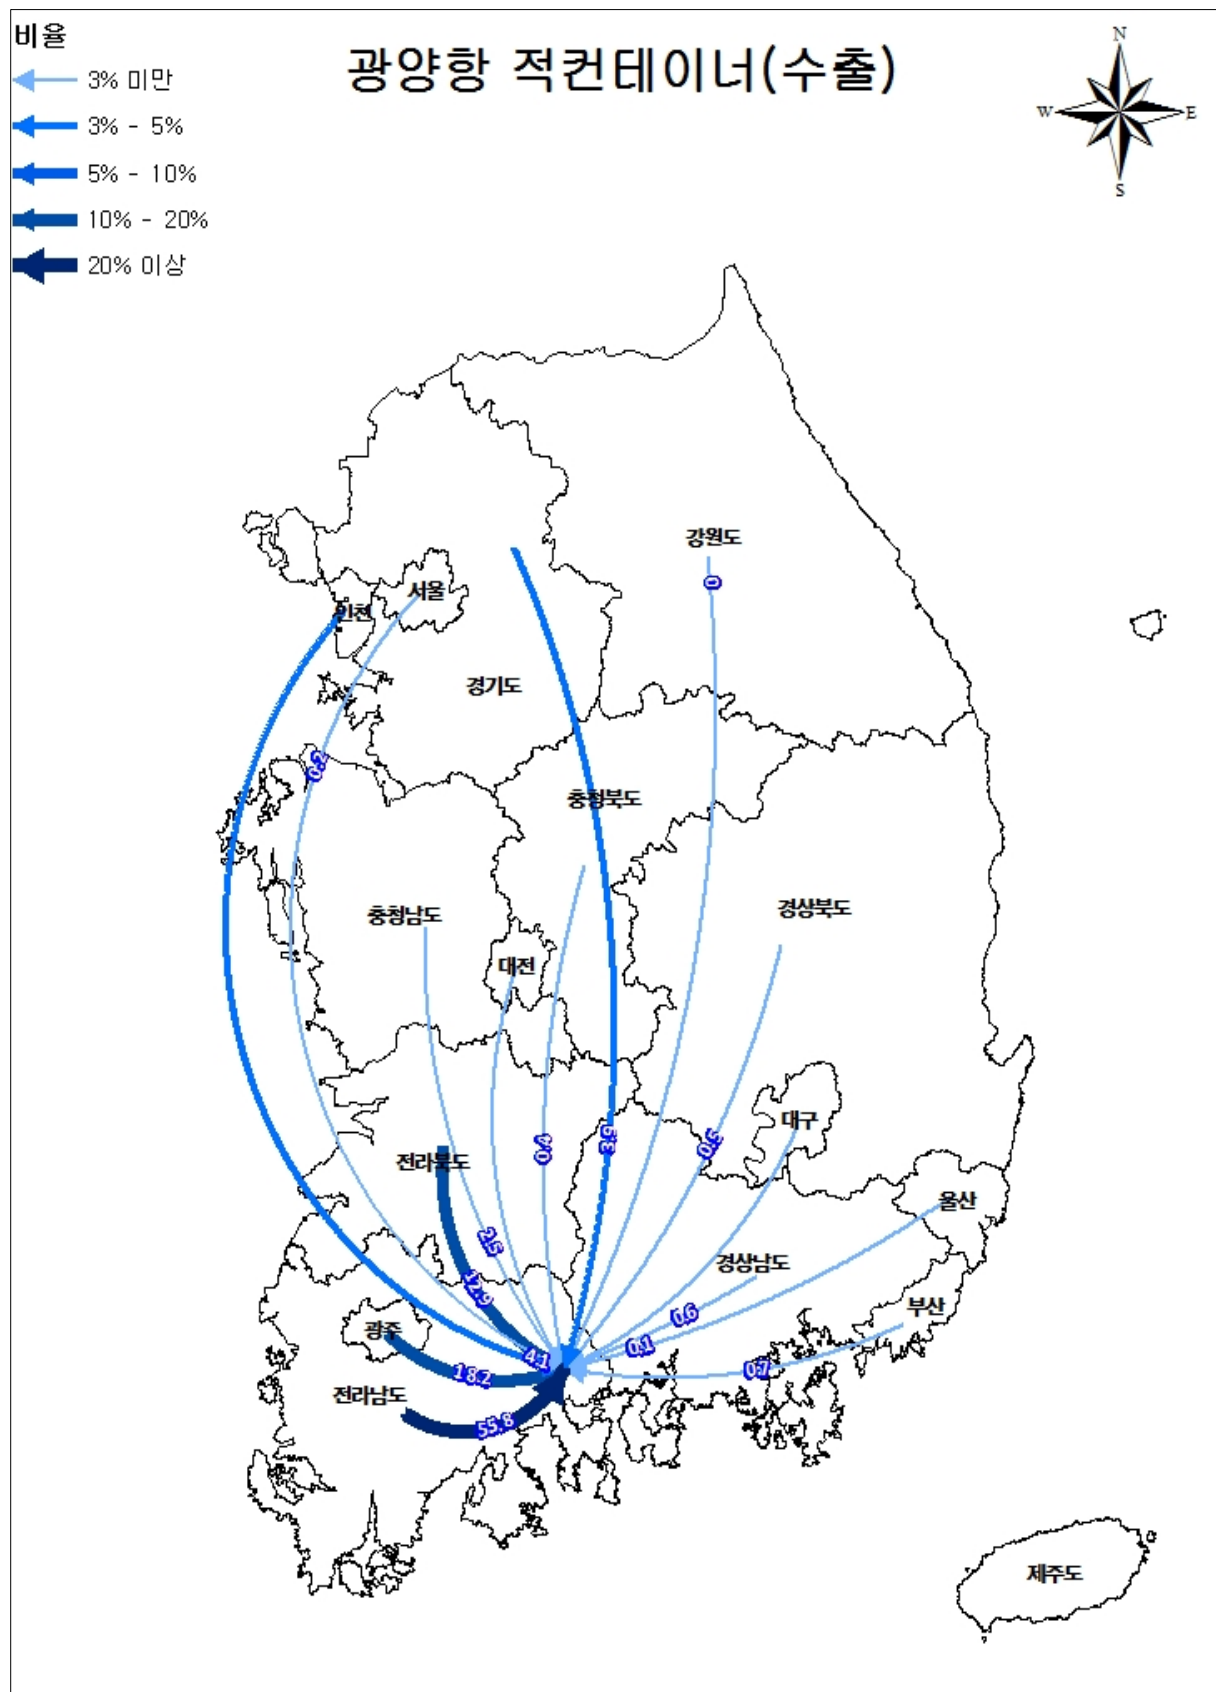 비율
광양항 적컨테이너(수출)
3% 미만
3% - 5%
5% - 10%
10% - 20%
20% 이상
N
W
E
S
강원도
0
서울
인천
경기도
0.2
충청북도
경상북도
충청남도
대전
대구
0.4
3.5
전라북도
울산
2.5
경상남도
12.9
부산
0.6
광주
0.1
4.1
18.2
0.7
전라남도
55.8
제주도